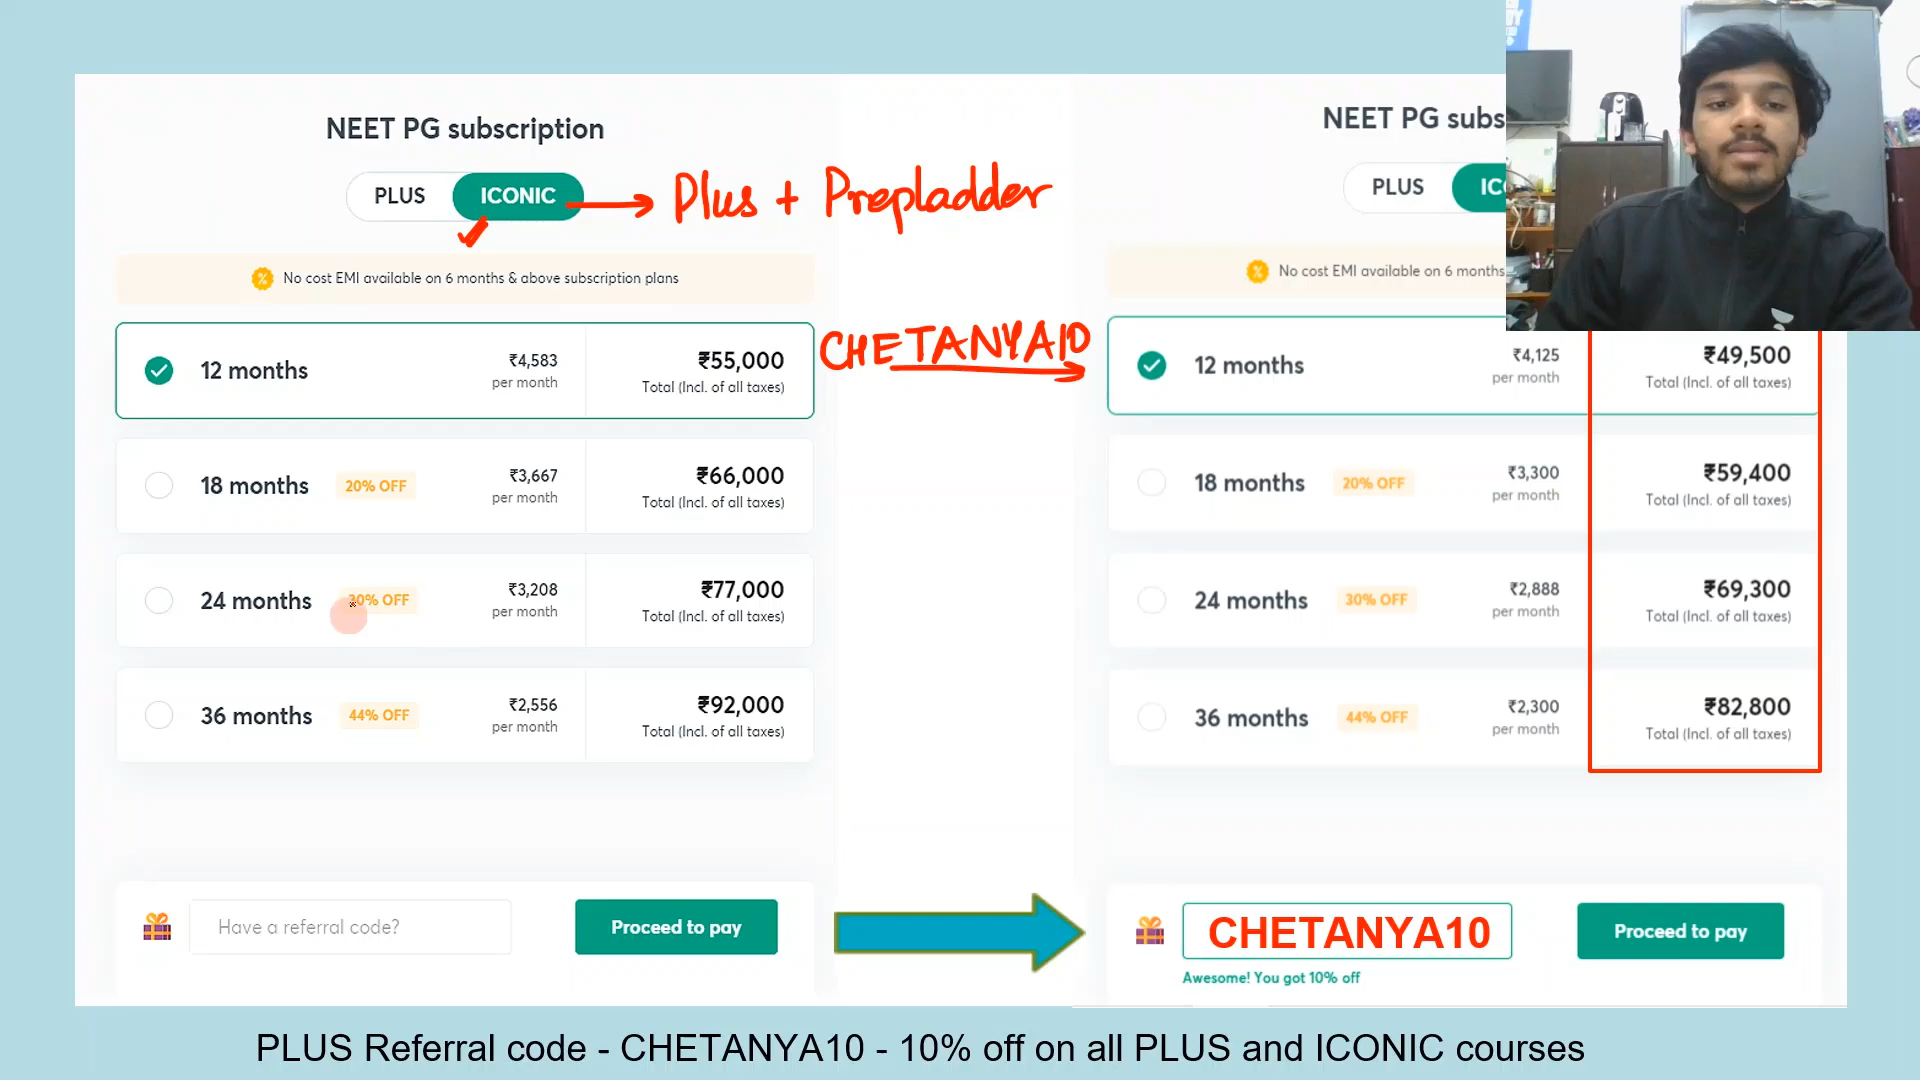 NEET PG subscription
PLUS ICONIC
Plus + Prepladder
No cost EMI available on 6 months & above subscription plans
12 months ₹4,583 per month ₹55,000 Total (Incl. of all taxes)
18 months 20% OFF ₹3,667 per month ₹66,000 Total (Incl. of all taxes)
24 months 30% OFF ₹3,208 per month ₹77,000 Total (Incl. of all taxes)
36 months 44% OFF ₹2,556 per month ₹92,000 Total (Incl. of all taxes)
Have a referral code? Proceed to pay
CHETANYA10
NEET PG subs
PLUS IC
No cost EMI available on 6 months
12 months ₹4,125 per month ₹49,500 Total (Incl. of all taxes)
18 months 20% OFF ₹3,300 per month ₹59,400 Total (Incl. of all taxes)
24 months 30% OFF ₹2,888 per month ₹69,300 Total (Incl. of all taxes)
36 months 44% OFF ₹2,300 per month ₹82,800 Total (Incl. of all taxes)
CHETANYA10 Proceed to pay
Awesome! You got 10% off
PLUS Referral code - CHETANYA10 - 10% off on all PLUS and ICONIC courses